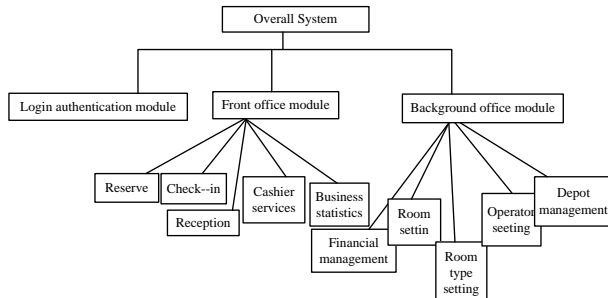 Overall System
Login authentication module
Front office module
Background office module
Reserve
Check--in
Reception
Cashier
services
Business
statistics
Financial
management
Room
settin
Room
type
setting
Operator
seeting
Depot
management